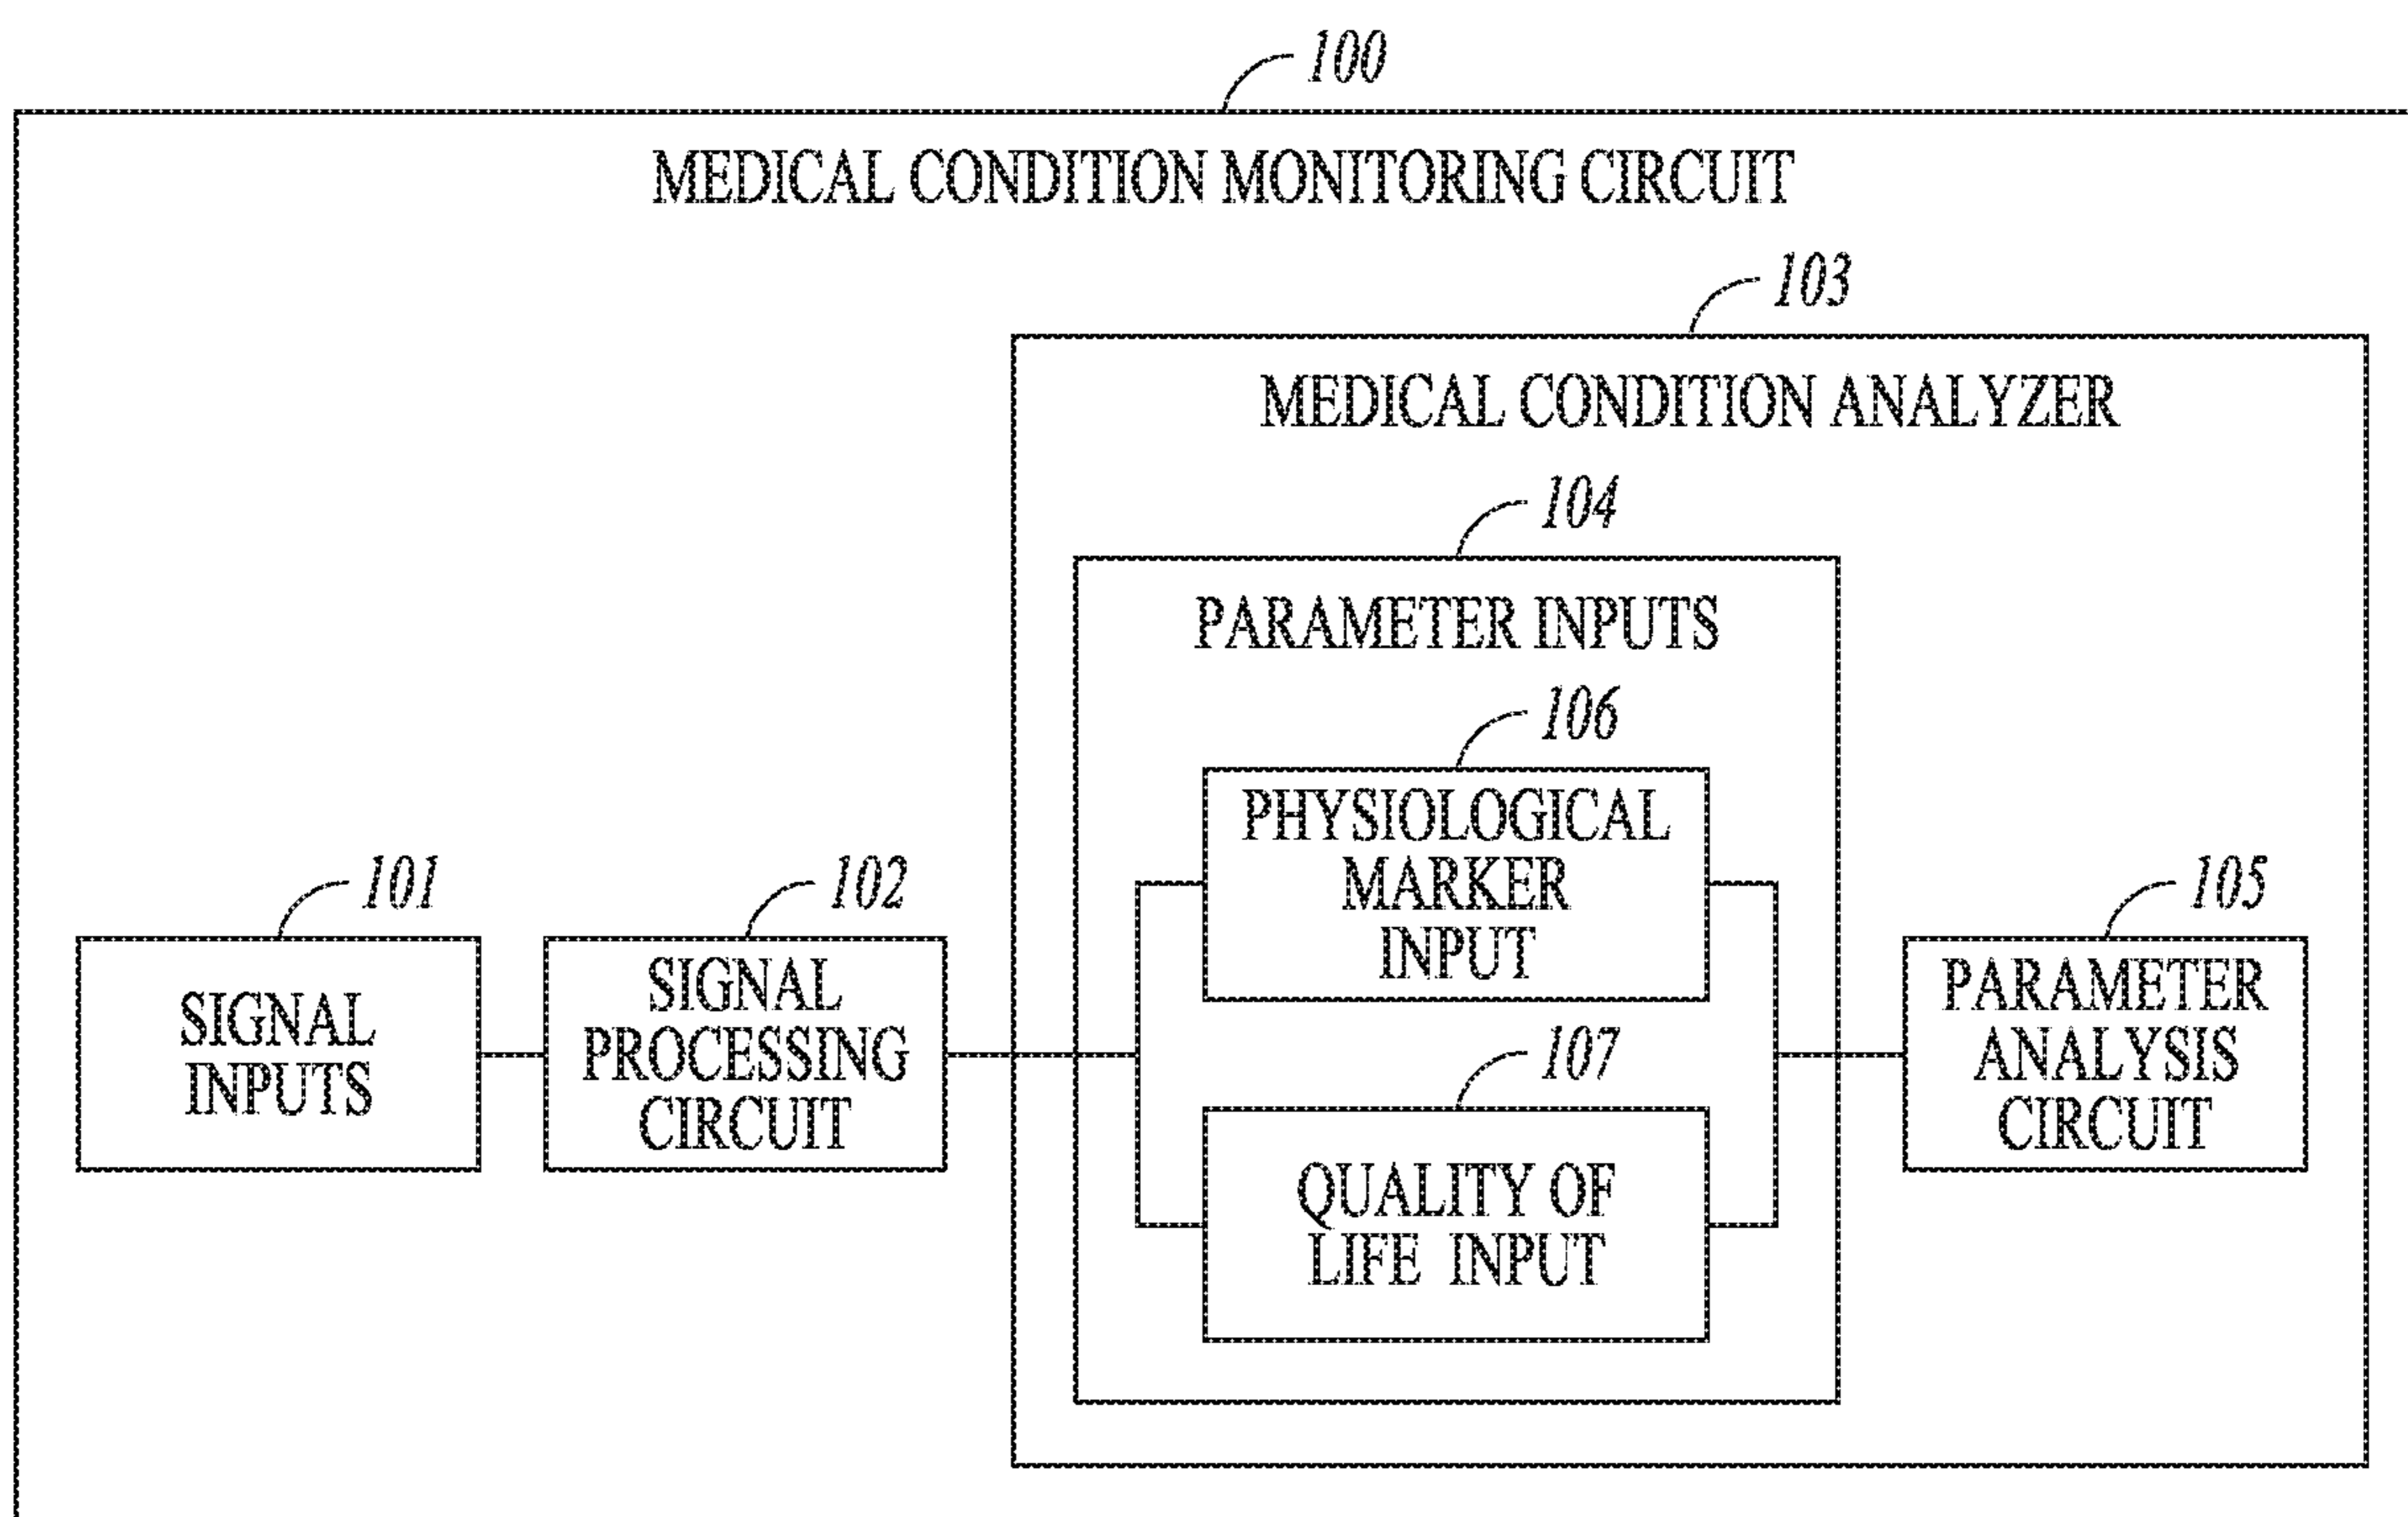 100
MEDICAL CONDITION MONITORING CIRCUIT
103
MEDICAL CONDITION ANALYZER
104
PARAMETER INPUTS
106
PHYSIOLOGICAL
MARKER
INPUT
101
SIGNAL
INPUTS
102
SIGNAL
PROCESSING
CIRCUIT
107
QUALITY OF
LIFE INPUT
105
PARAMETER
ANALYSIS
CIRCUIT